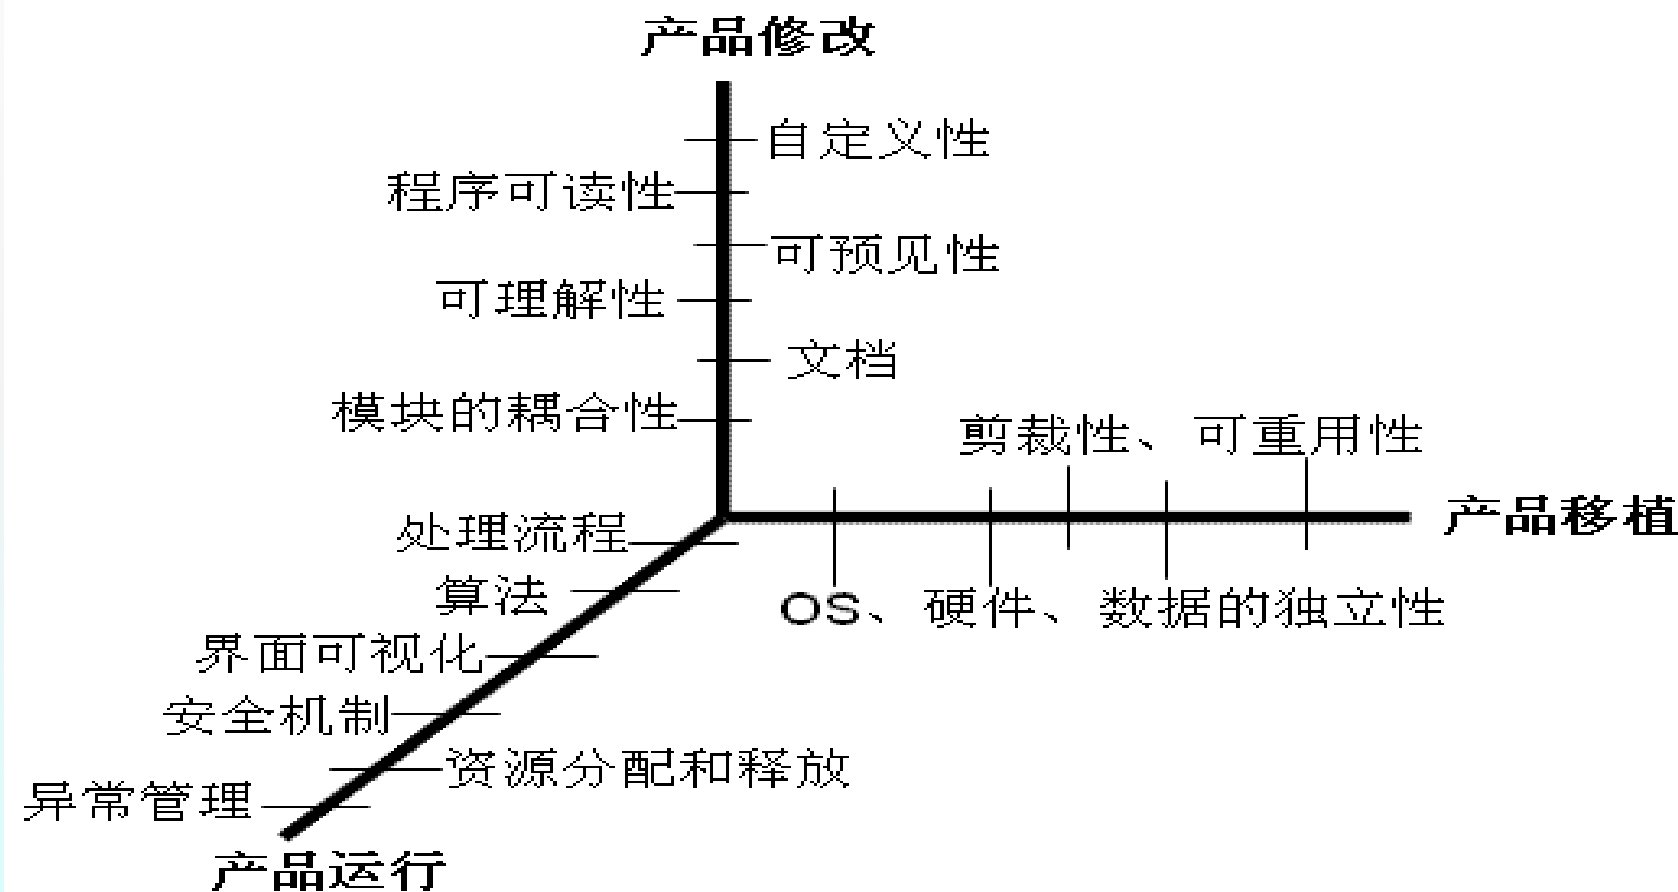 产品修改
自定义性
程序可读性
可预见性
可理解性
文档
模块的耦合性
剪裁性、可重用性
产品移植
处理流程
算法
OS、硬件、数据的独立性
界面可视化
安全机制
资源分配和释放
异常管理
产品运行